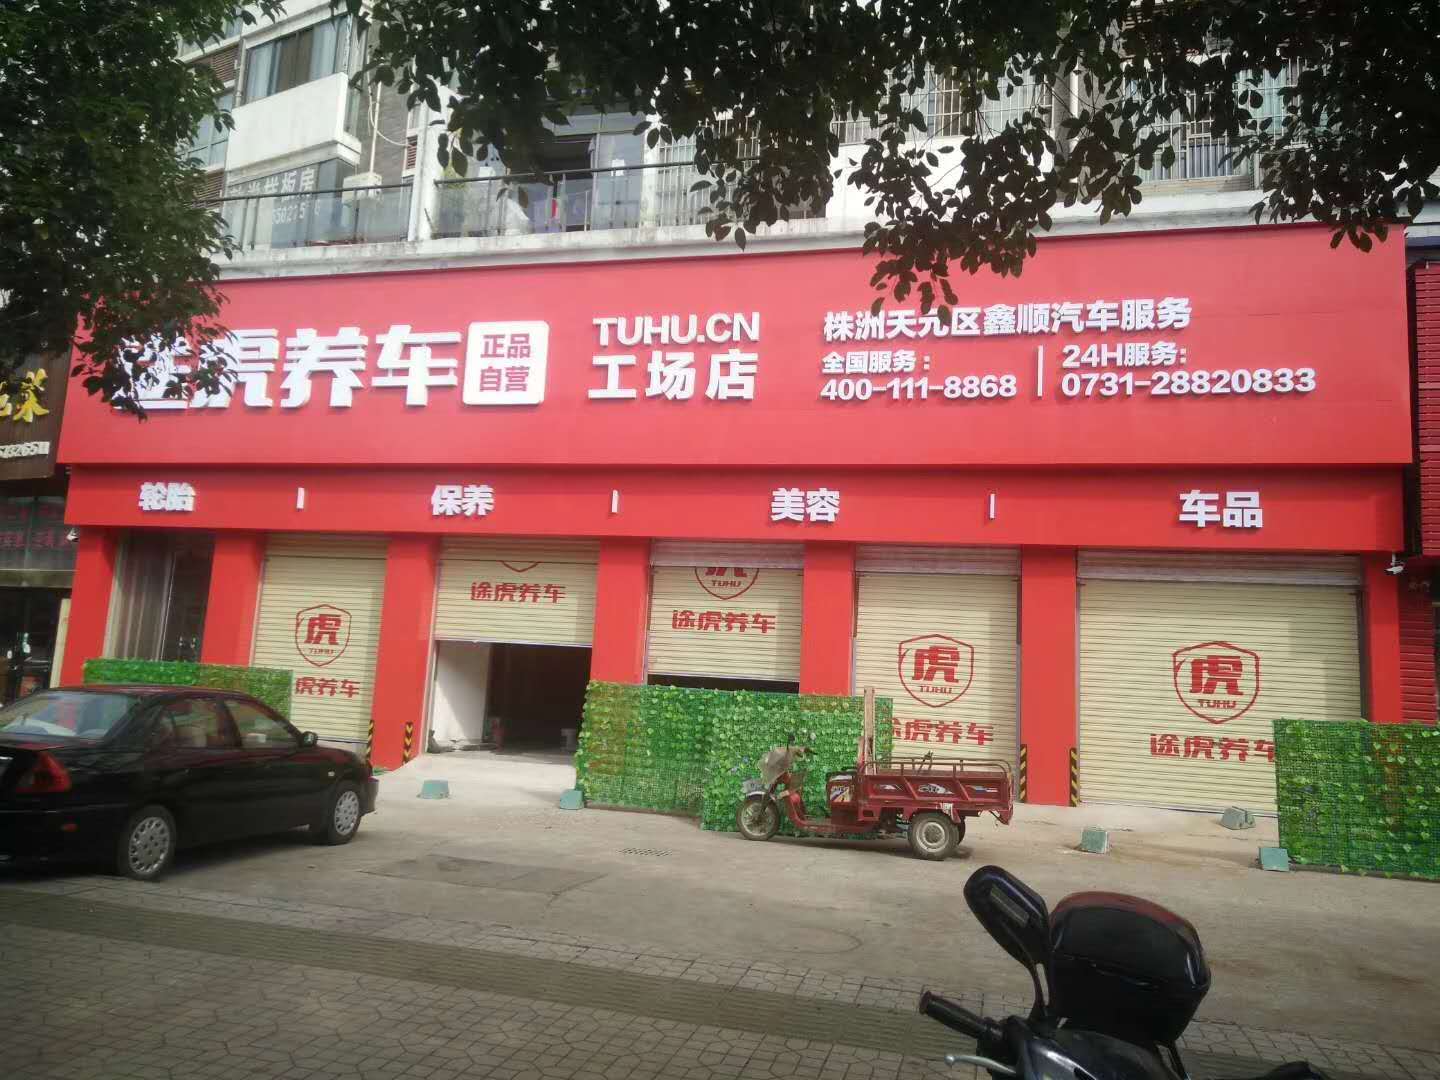 虎养车
正品
自营
TUHU.CN
工场店
株洲天元区鑫顺汽车服务
全国服务：
400-111-8868
24H服务：
0731-28820833
轮胎 | 保养 | 美容 | 车品
虎
TUHU
虎养车
途虎养车
TUHU
途虎养车
虎
TUHU
途虎养车
虎
TUHU
途虎养车